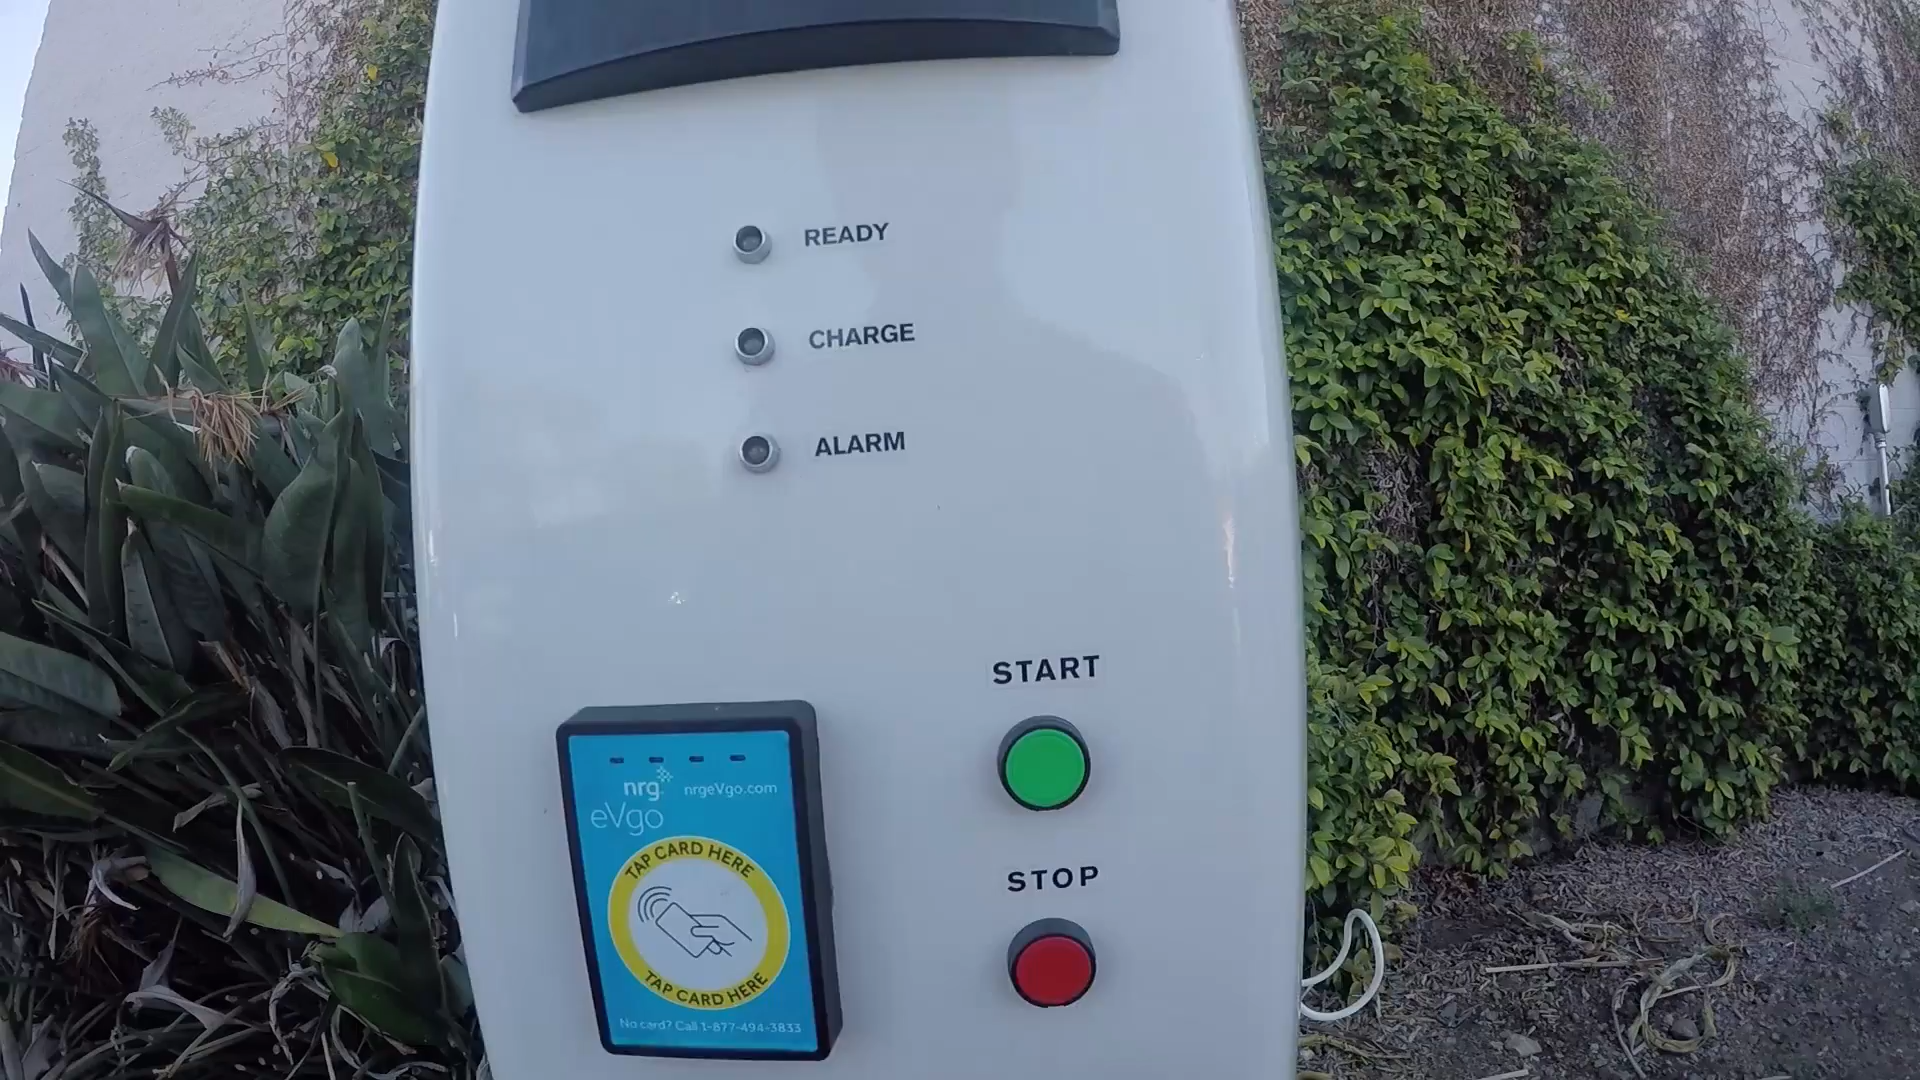 READY
CHARGE
ALARM
START
STOP
nrg nrgeVgo.com
eVgo
TAP CARD HERE
TAP CARD HERE
No card? Call 1-877-494-3833